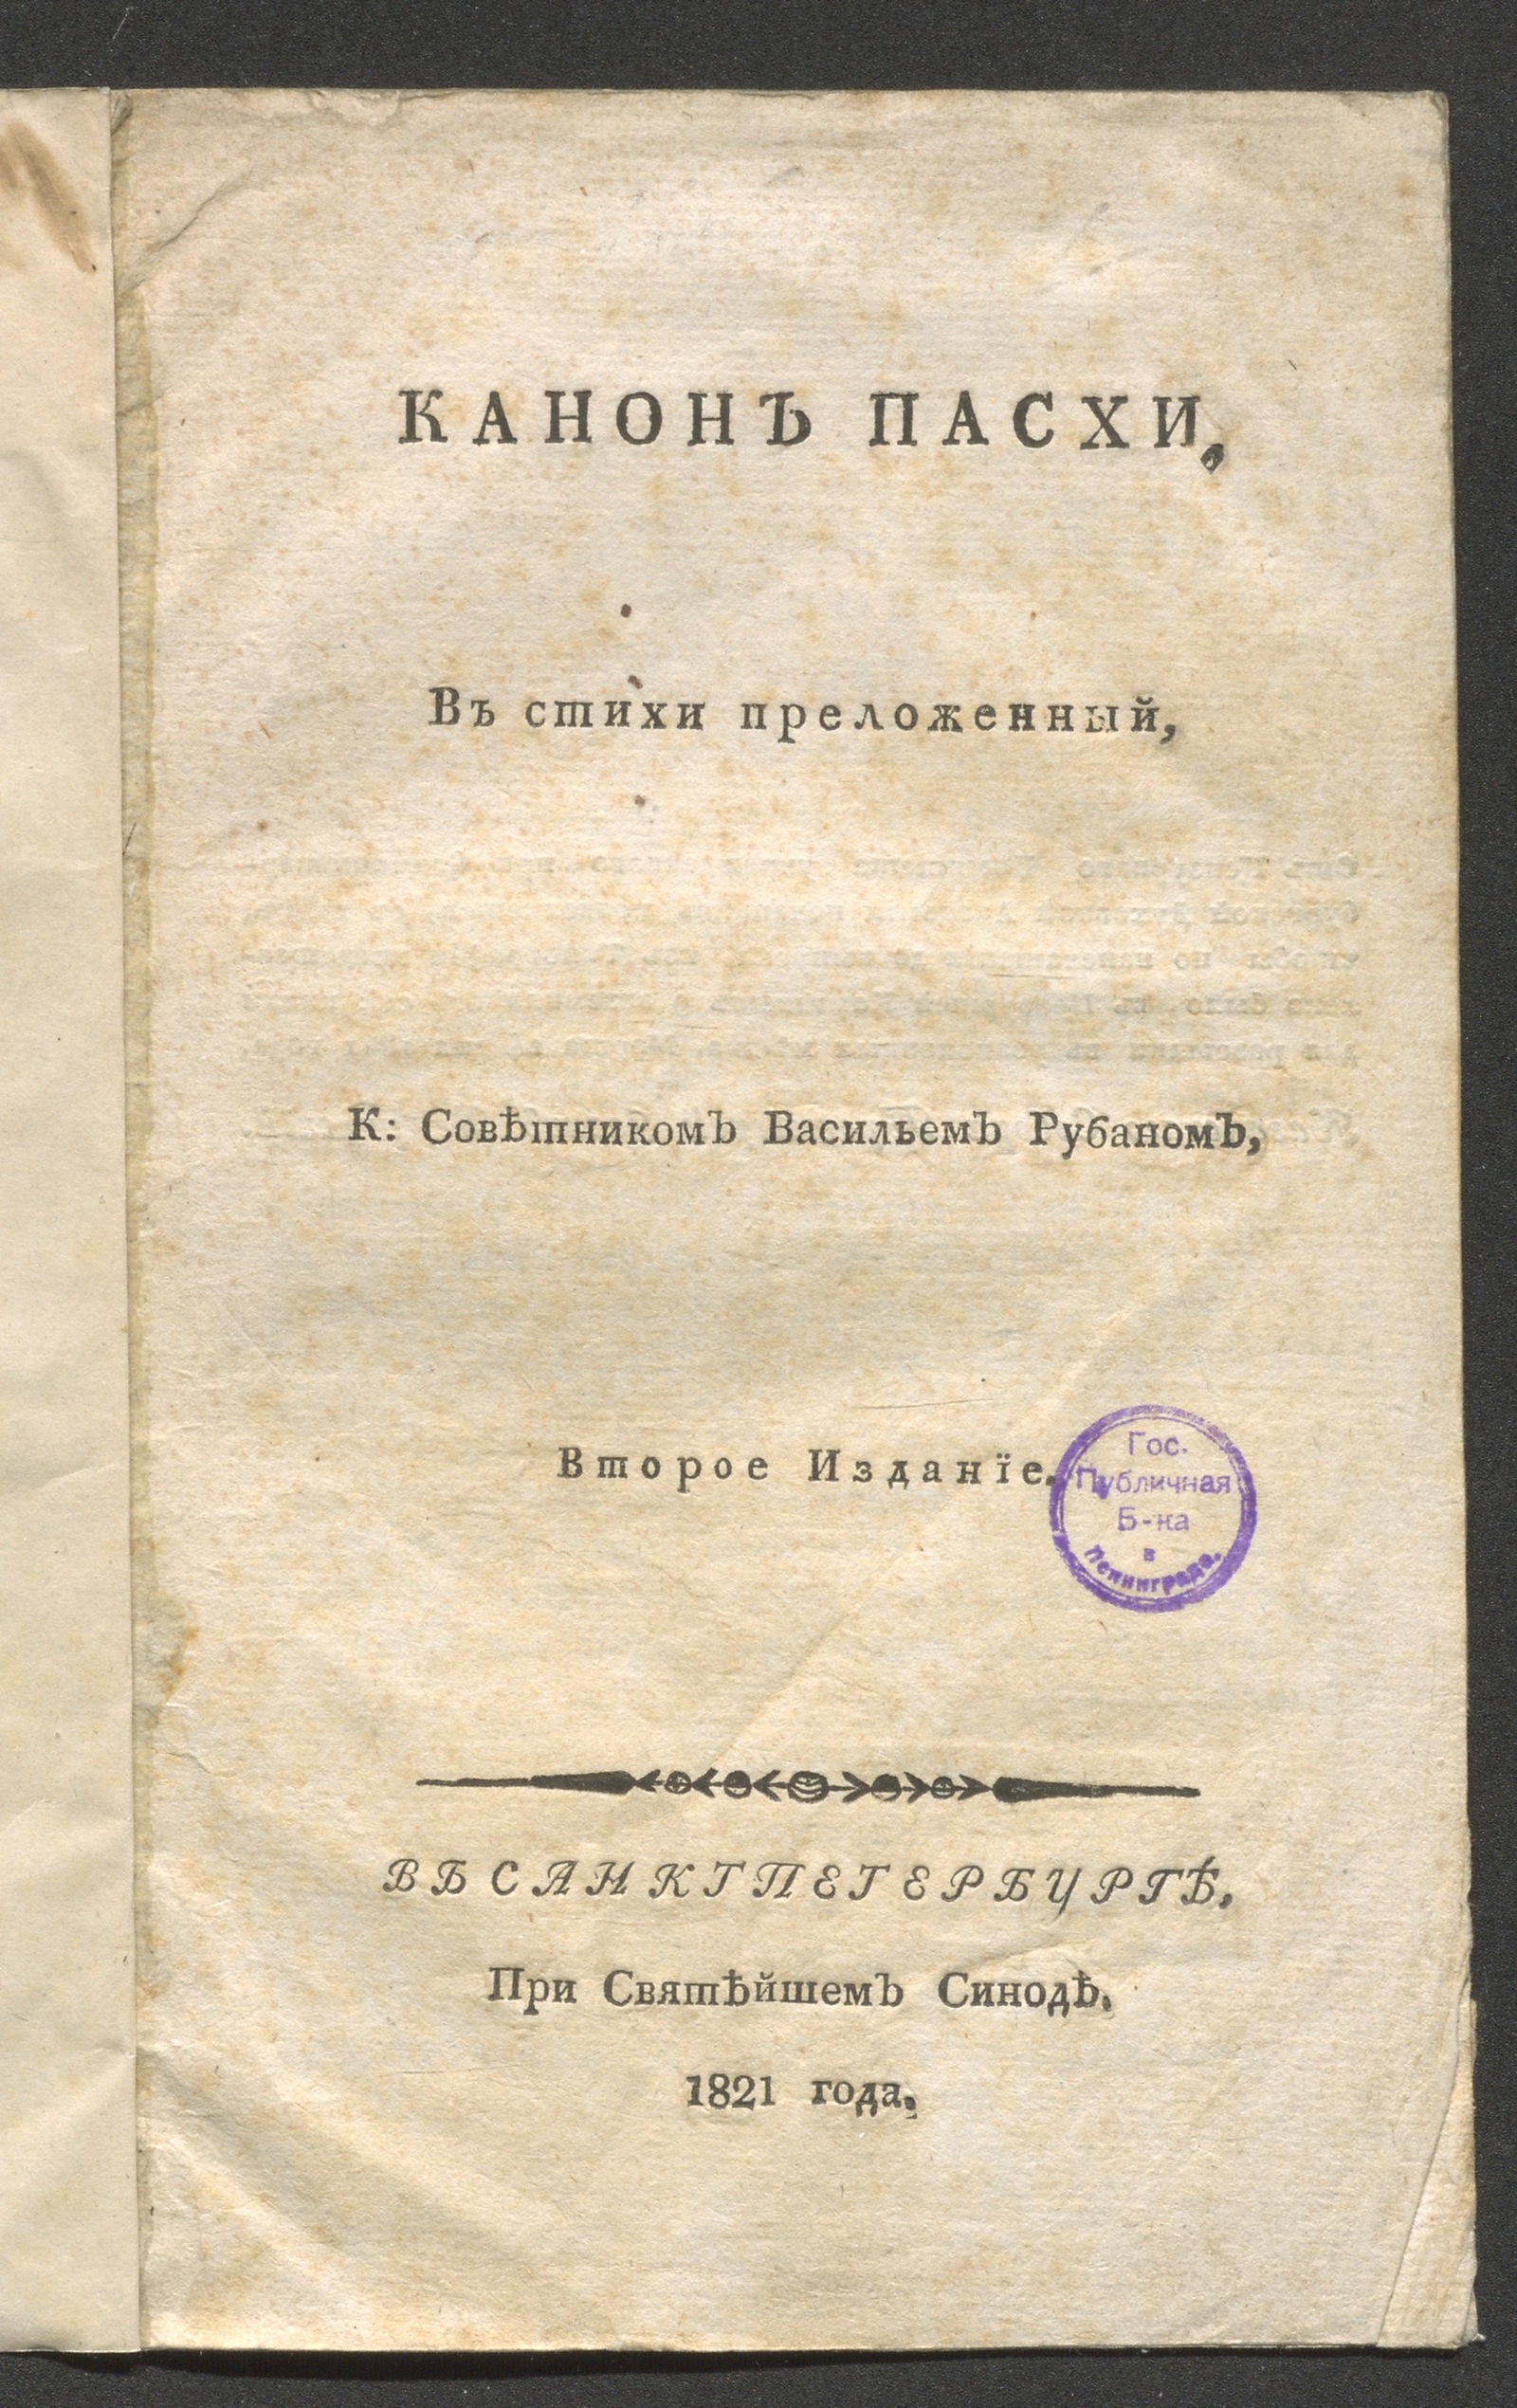 КАНОНЪ ПАСХИ,
Въ стихи преложенный,
К: Совѣтникомъ Васильемъ Рубаномъ,
Второе Изданїе.
Гос.
Публичная
Б-ка
в
Ленинграде.
ВЪ САНКТПЕТЕРБУРГѢ,
При Святѣйшемъ Синодѣ.
1821 года.